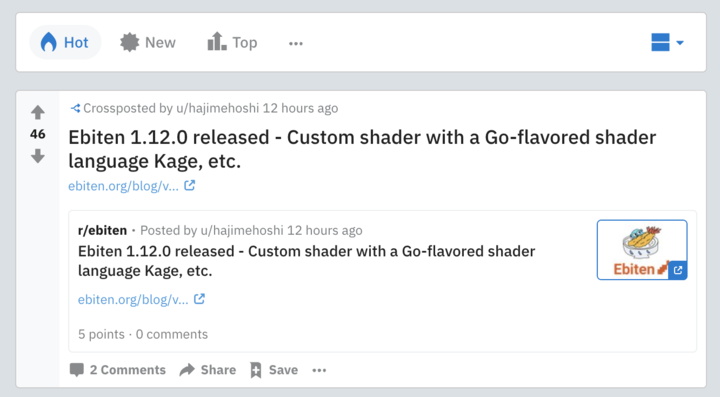 Hot New Top ...
Crossposted by u/hajimehoshi 12 hours ago
46
Ebiten 1.12.0 released - Custom shader with a Go-flavored shader
language Kage, etc.
ebiten.org/blog/v...
r/ebiten · Posted by u/hajimehoshi 12 hours ago
Ebiten 1.12.0 released - Custom shader with a Go-flavored shader
language Kage, etc.
Ebiten
ebiten.org/blog/v...
5 points · 0 comments
2 Comments Share Save ...